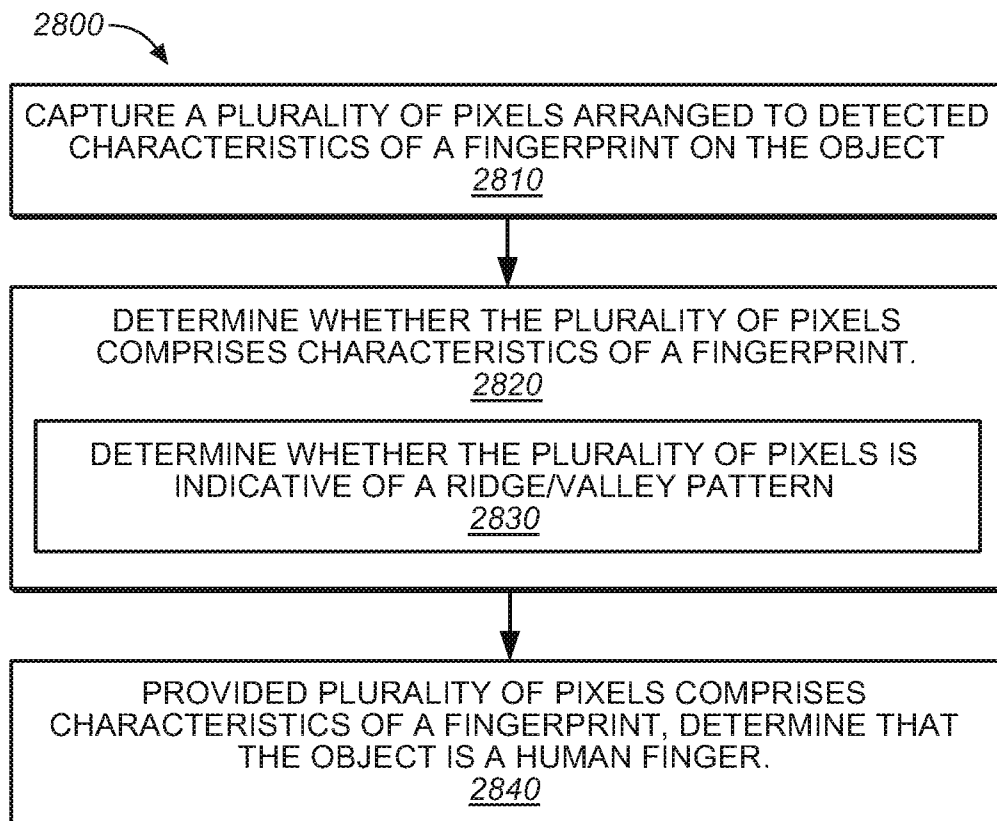 2800
CAPTURE A PLURALITY OF PIXELS ARRANGED TO DETECTED
CHARACTERISTICS OF A FINGERPRINT ON THE OBJECT
2810
DETERMINE WHETHER THE PLURALITY OF PIXELS
COMPRISES CHARACTERISTICS OF A FINGERPRINT.
2820
DETERMINE WHETHER THE PLURALITY OF PIXELS IS
INDICATIVE OF A RIDGE/VALLEY PATTERN
2830
PROVIDED PLURALITY OF PIXELS COMPRISES
CHARACTERISTICS OF A FINGERPRINT, DETERMINE THAT
THE OBJECT IS A HUMAN FINGER.
2840